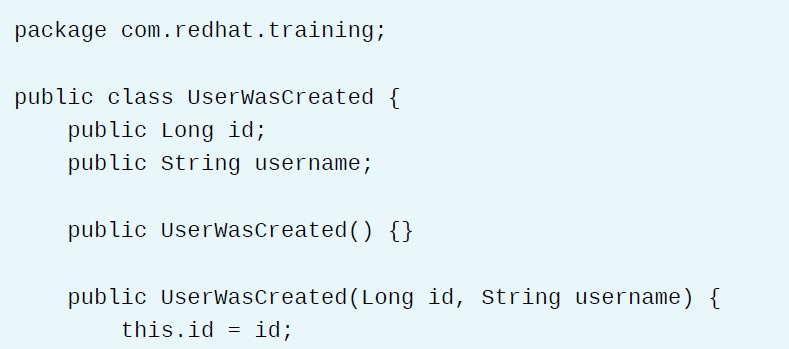 package com.redhat.training;
public class UserWasCreated {
public Long id;
public String username;
public UserWasCreated() {}
public UserWasCreated(Long id, String username) {
this.id = id;